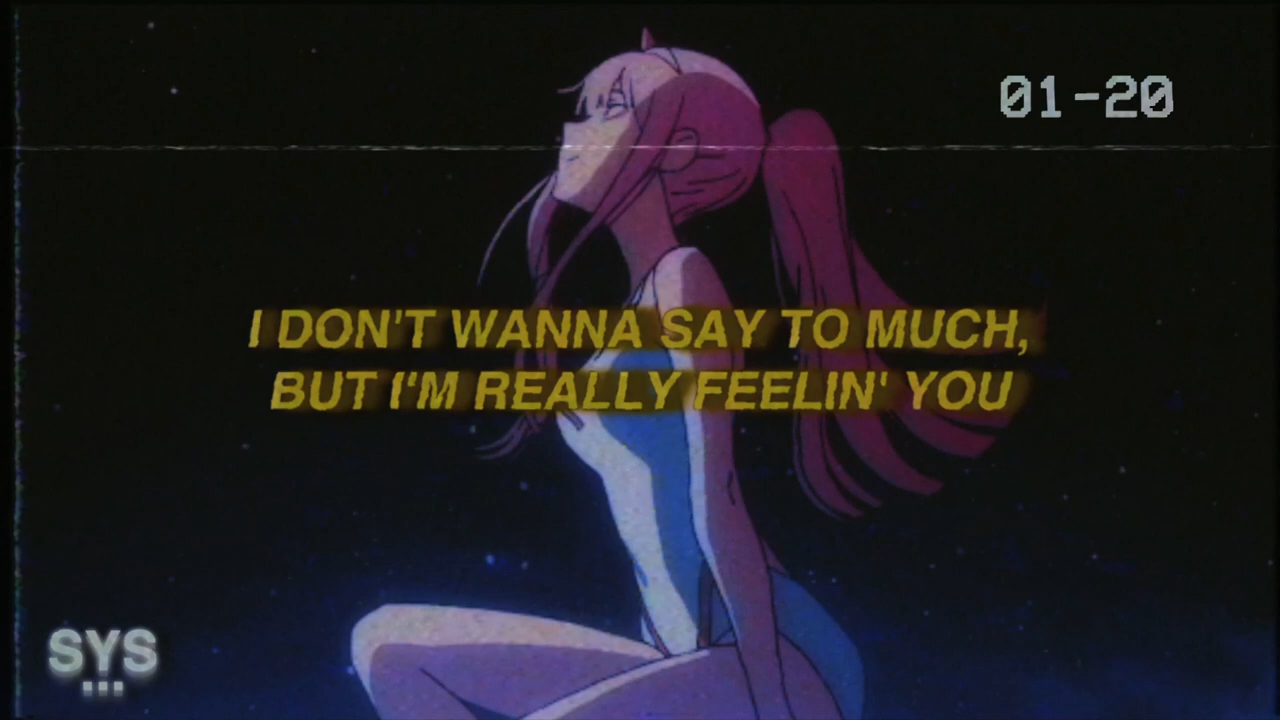 01-20
I DON'T WANNA SAY TO MUCH,
BUT I'M REALLY FEELIN' YOU
SYS
...